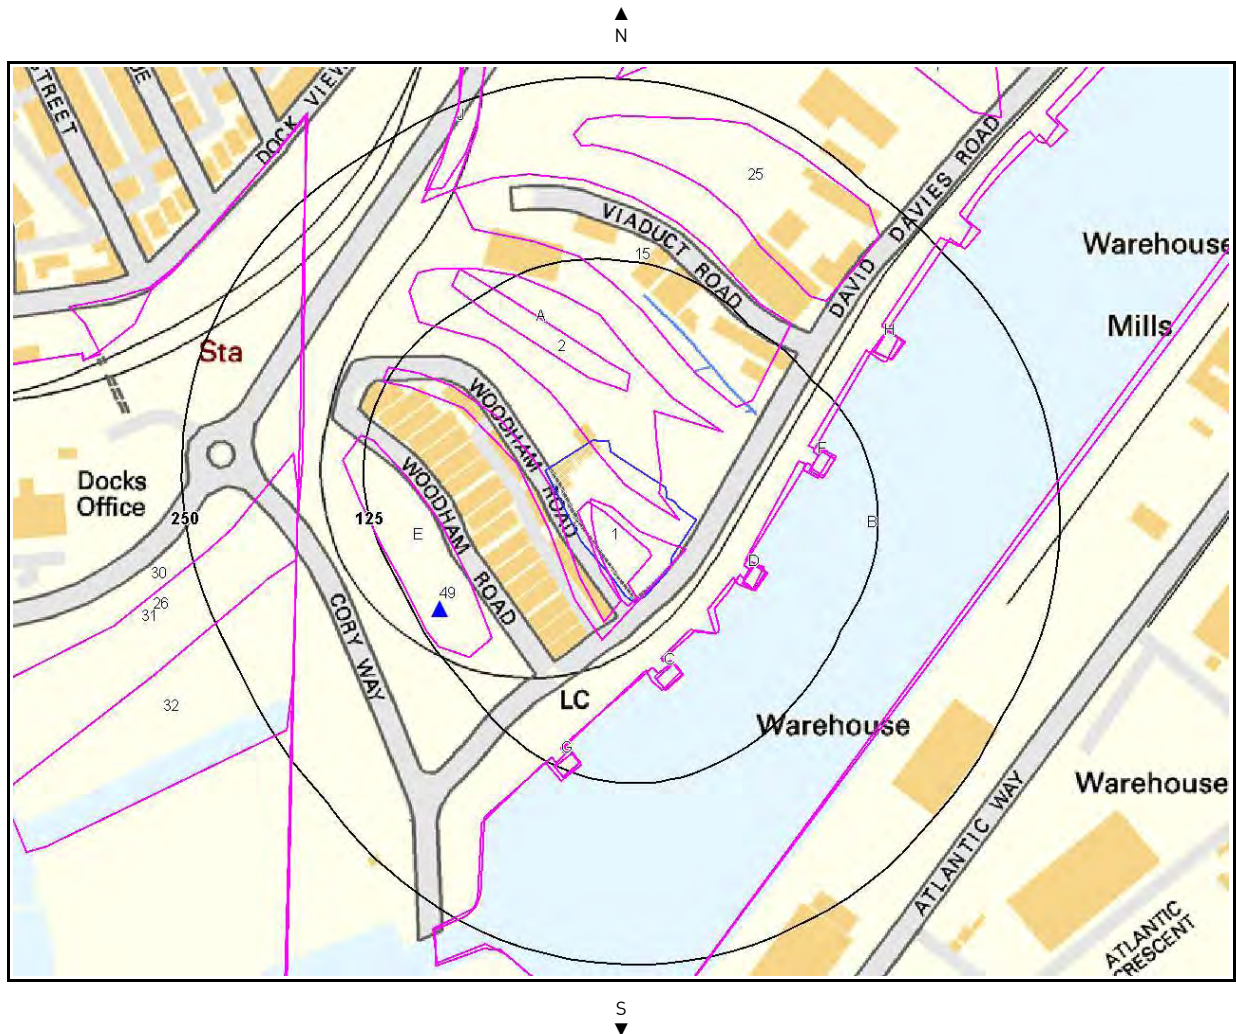 N
STREET
UE
DOCK VIEW
J
25
DAVID DAVIES ROAD
VIADUCT ROAD
15
Warehouse
Mills
H
A
2
Sta
WOODHAM ROAD
F
Docks
Office
250
125
WOODHAM ROAD
E
1
B
D
30
26
31
49
CORY WAY
C
32
LC
G
Warehouse
Warehouse
ATLANTIC WAY
ATLANTIC
CRESCENT
S